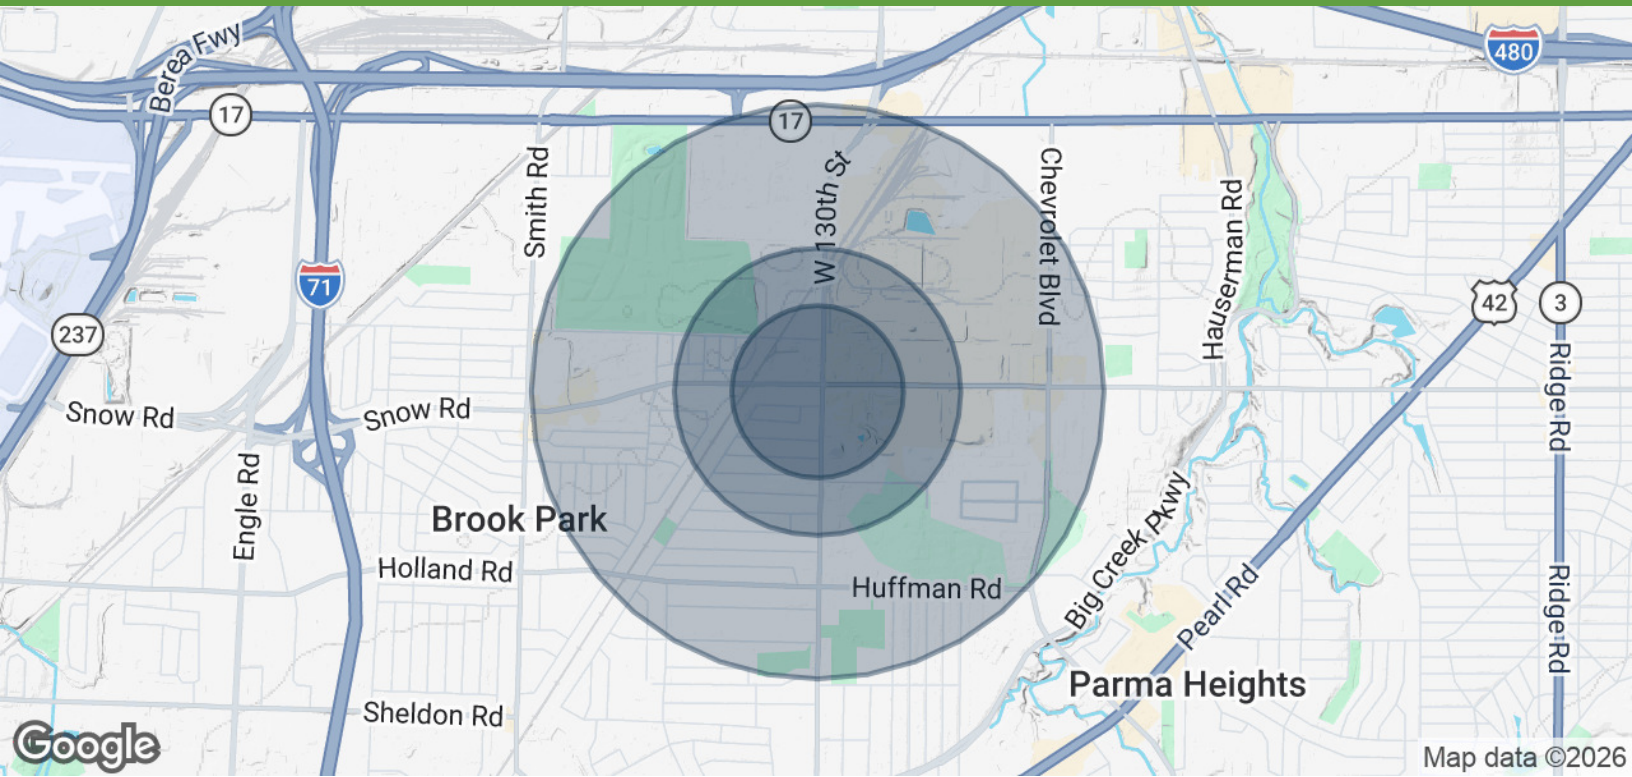 Berea Fwy
480
17
17
Smith Rd
W 130th St
Chevrolet Blvd
Hauserman Rd
71
42
3
237
Ridge Rd
Snow Rd
Snow Rd
Engle Rd
Brook Park
Big Creek Pkwy
Holland Rd
Huffman Rd
Pearl Rd
Ridge Rd
Parma Heights
Sheldon Rd
Google
Map data ©2026